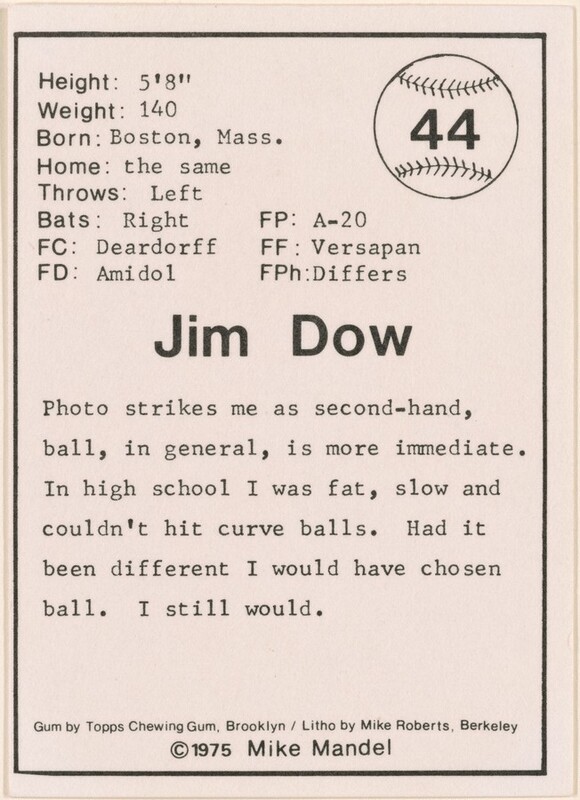 Height: 5'8"
Weight: 140
Born: Boston, Mass.
Home: the same
Throws: Left
Bats: Right FP: A-20
FC: Deardorff FF: Versapan
FD: Amidol FPh:Differs
44
Jim Dow
Photo strikes me as second-hand,
ball, in general, is more immediate.
In high school I was fat, slow and
couldn't hit curve balls. Had it
been different I would have chosen
ball. I still would.
Gum by Topps Chewing Gum, Brooklyn / Litho by Mike Roberts, Berkeley
©1975 Mike Mandel